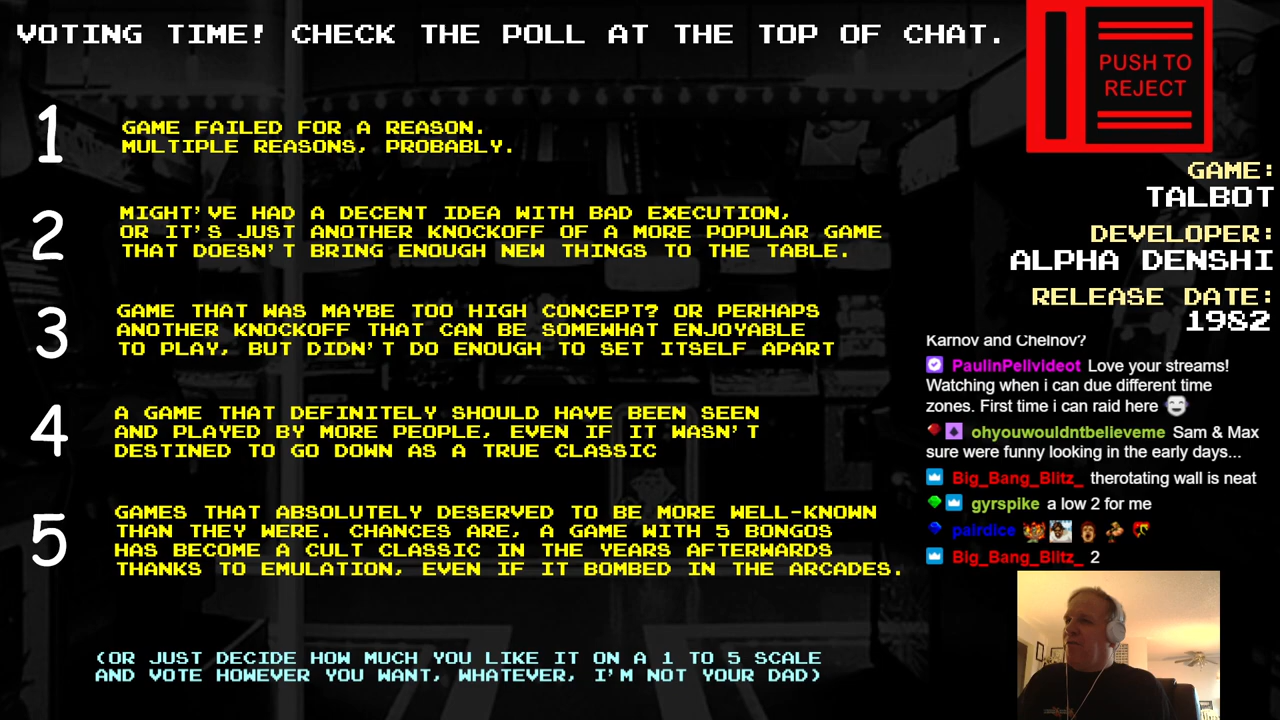 VOTING TIME! CHECK THE POLL AT THE TOP OF CHAT.
PUSH TO
REJECT
1
GAME FAILED FOR A REASON.
MULTIPLE REASONS, PROBABLY.
2
MIGHT'VE HAD A DECENT IDEA WITH BAD EXECUTION,
OR IT'S JUST ANOTHER KNOCKOFF OF A MORE POPULAR GAME
THAT DOESN'T BRING ENOUGH NEW THINGS TO THE TABLE.
3
GAME THAT WAS MAYBE TOO HIGH CONCEPT? OR PERHAPS
ANOTHER KNOCKOFF THAT CAN BE SOMEWHAT ENJOYABLE
TO PLAY, BUT DIDN'T DO ENOUGH TO SET ITSELF APART
4
A GAME THAT DEFINITELY SHOULD HAVE BEEN SEEN
AND PLAYED BY MORE PEOPLE, EVEN IF IT WASN'T
DESTINED TO GO DOWN AS A TRUE CLASSIC
5
GAMES THAT ABSOLUTELY DESERVED TO BE MORE WELL-KNOWN
THAN THEY WERE. CHANCES ARE, A GAME WITH 5 BONGOS
HAS BECOME A CULT CLASSIC IN THE YEARS AFTERWARDS
THANKS TO EMULATION, EVEN IF IT BOMBED IN THE ARCADES.
(OR JUST DECIDE HOW MUCH YOU LIKE IT ON A 1 TO 5 SCALE
AND VOTE HOWEVER YOU WANT, WHATEVER, I'M NOT YOUR DAD)
GAME:
TALBOT
DEVELOPER:
ALPHA DENSHI
RELEASE DATE:
1982
Karnov and Chelnov?
PaulinPellvideot Love your streams!
Watching when i can due different time
zones. First time i can raid here
ohyouwouldntbelieveme Sam & Max
sure were funny looking in the early days...
Big_Bang_Blitz_ therotating wall is neat
gyrspike a low 2 for me
pairdice
Big_Bang_Blitz_ 2